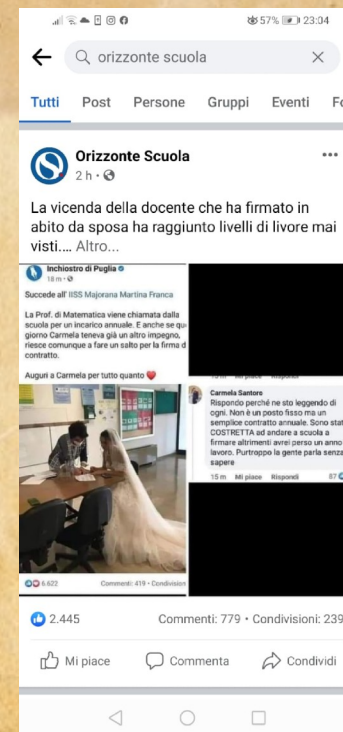 57% 23:04
orizzonte scuola
Tutti Post Persone Gruppi Eventi Fo
Orizzonte Scuola
2 h
La vicenda della docente che ha firmato in
abito da sposa ha raggiunto livelli di livore mai
visti.... Altro...
Inchiostro di Puglia
18 m
Succede all' IISS Majorana Martina Franca
La Prof. di Matematica viene chiamata dalla
scuola per un incarico annuale. E anche se qu
giorno Carmela teneva già un altro impegno,
riesce comunque a fare un salto per la firma d
contratto.
Auguri a Carmela per tutto quanto
6.622 Commenti: 419 • Condivision
Mi piace Rispondi
Carmela Santoro
Rispondo perché ne sto leggendo di
ogni. Non è un posto fisso ma un
semplice contratto annuale. Sono stat
COSTRETTA ad andare a scuola a
firmare altrimenti avrei perso un anno
lavoro. Purtroppo la gente parla senza
sapere
15 m Mi piace Rispondi 87
2.445 Commenti: 779 • Condivisioni: 239
Mi piace Commenta Condividi